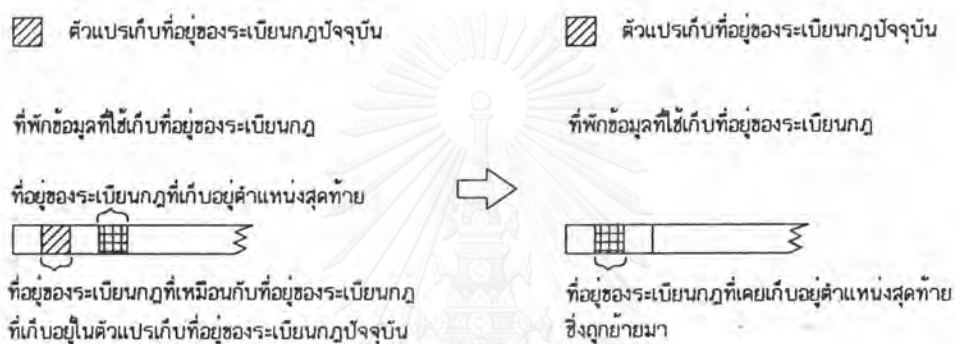 ตัวแปรเก็บที่อยู่ของระเบียนกฎปัจจุบัน
ที่พักข้อมูลที่ใช้เก็บที่อยู่ของระเบียนกฎ
ที่อยู่ของระเบียนกฎที่เก็บอยู่ตำแหน่งสุดท้าย
ที่อยู่ของระเบียนกฎที่เหมือนกับที่อยู่ของระเบียนกฎ
ที่เก็บอยู่ในตัวแปรเก็บที่อยู่ของระเบียนกฎปัจจุบัน
ตัวแปรเก็บที่อยู่ของระเบียนกฎปัจจุบัน
ที่พักข้อมูลที่ใช้เก็บที่อยู่ของระเบียนกฎ
ที่อยู่ของระเบียนกฎที่เคยเก็บอยู่ตำแหน่งสุดท้าย
ซึ่งถูกย้ายมา